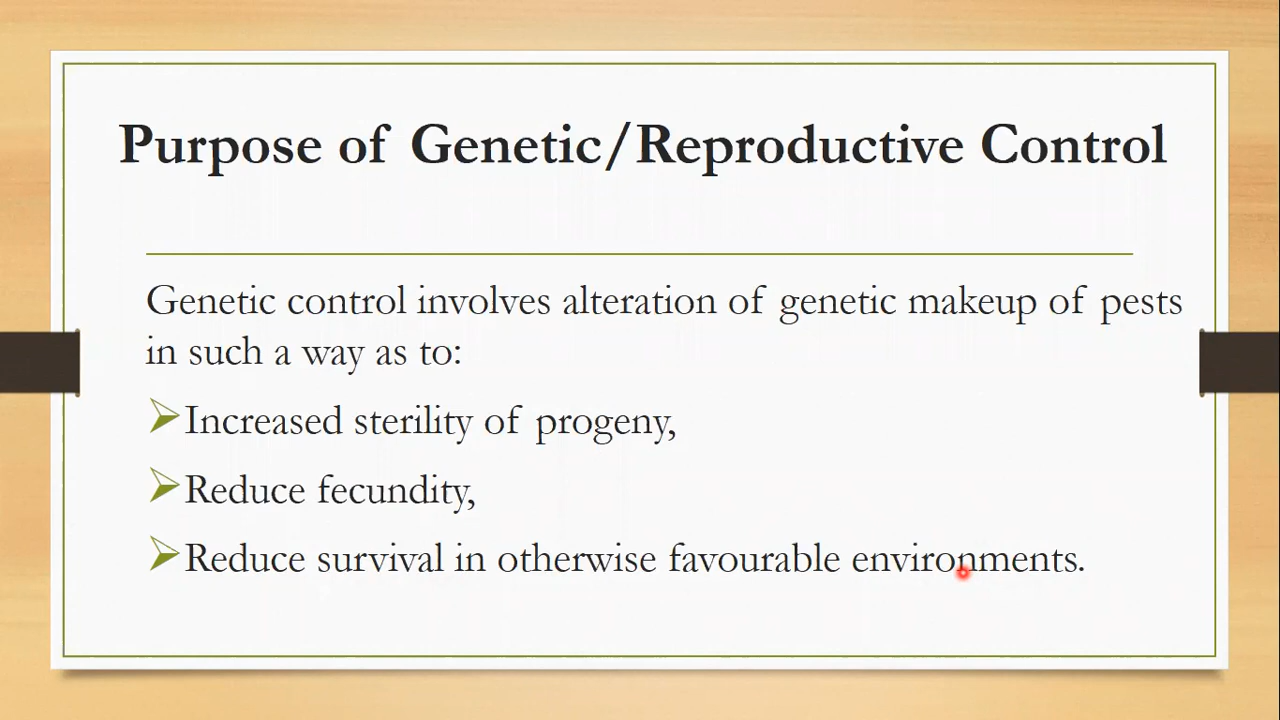 Purpose of Genetic/Reproductive Control
Genetic control involves alteration of genetic makeup of pests
in such a way as to:
Increased sterility of progeny,
Reduce fecundity,
Reduce survival in otherwise favourable environments.